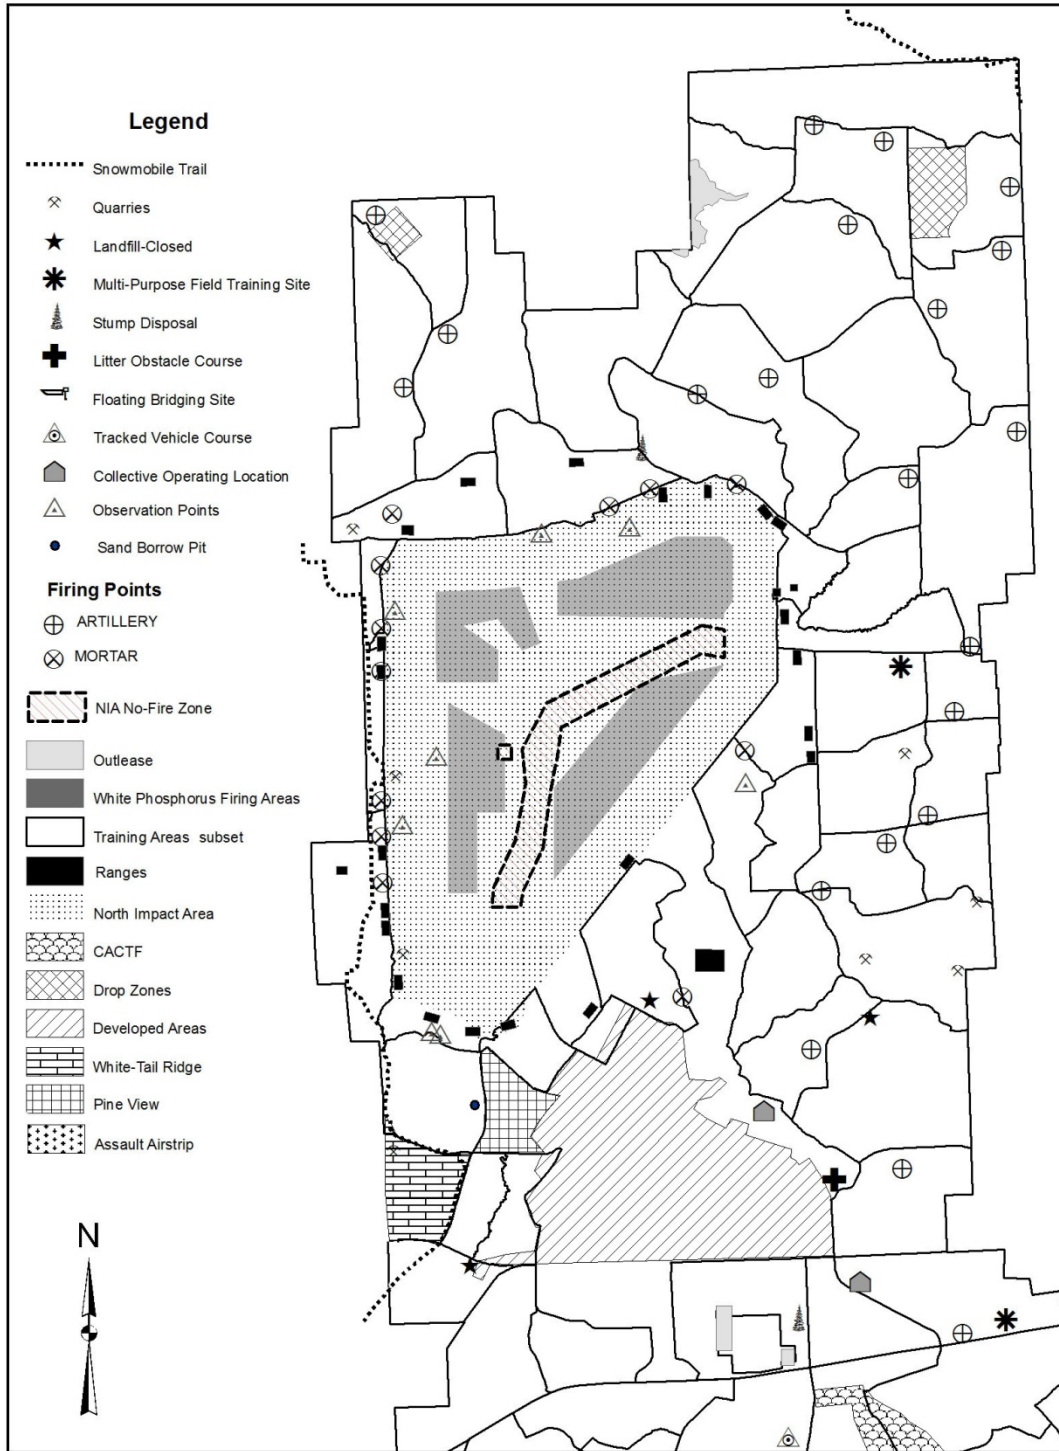 Legend
Snowmobile Trail
Quarries
Landfill-Closed
Multi-Purpose Field Training Site
Stump Disposal
Litter Obstacle Course
Floating Bridging Site
Tracked Vehicle Course
Collective Operating Location
Observation Points
Sand Borrow Pit
Firing Points
ARTILLERY
MORTAR
NIA No-Fire Zone
Outlease
White Phosphorus Firing Areas
Training Areas subset
Ranges
North Impact Area
CACTF
Drop Zones
Developed Areas
White-Tail Ridge
Pine View
Assault Airstrip
N